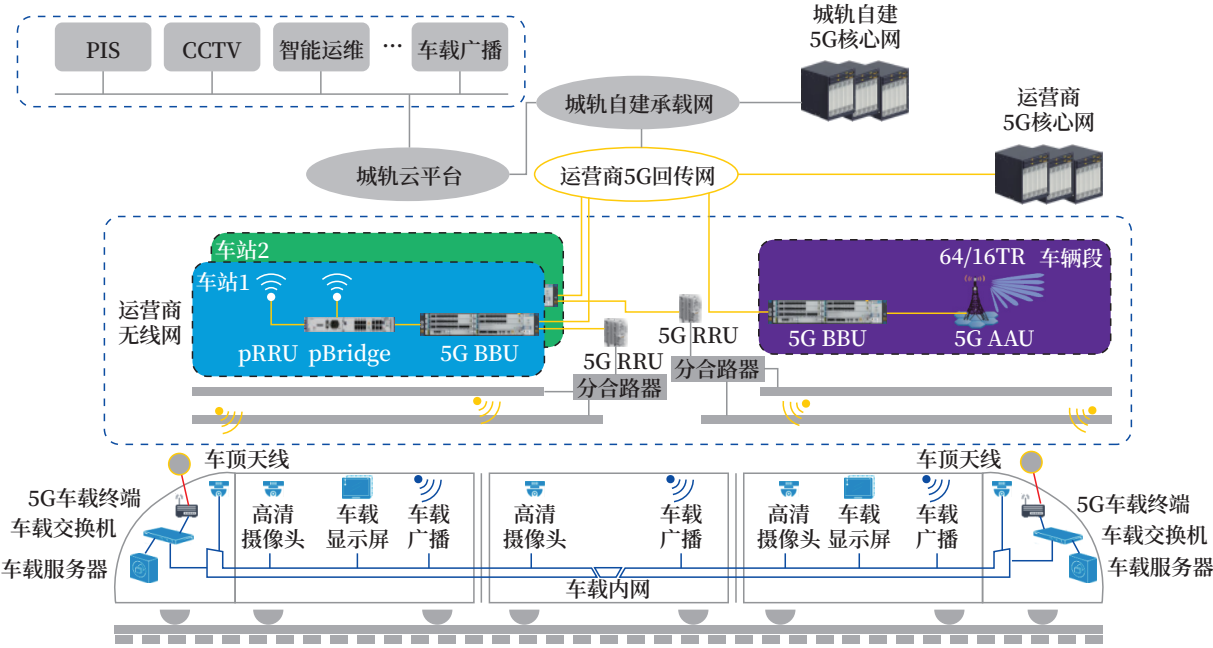 城轨自建
5G核心网
PIS
CCTV
智能运维
…
车载广播
城轨自建承载网
运营商
5G核心网
城轨云平台
运营商5G回传网
车站2
车站1
64/16TR
车辆段
运营商
无线网
pRRU
pBridge
5G BBU
5G RRU
5G RRU
5G BBU
5G AAU
分合路器
分合路器
车顶天线
车顶天线
5G车载终端
车载交换机
车载服务器
高清
摄像头
车载
显示屏
车载
广播
高清
摄像头
车载
广播
高清
摄像头
车载
显示屏
车载
广播
5G车载终端
车载交换机
车载服务器
车载内网